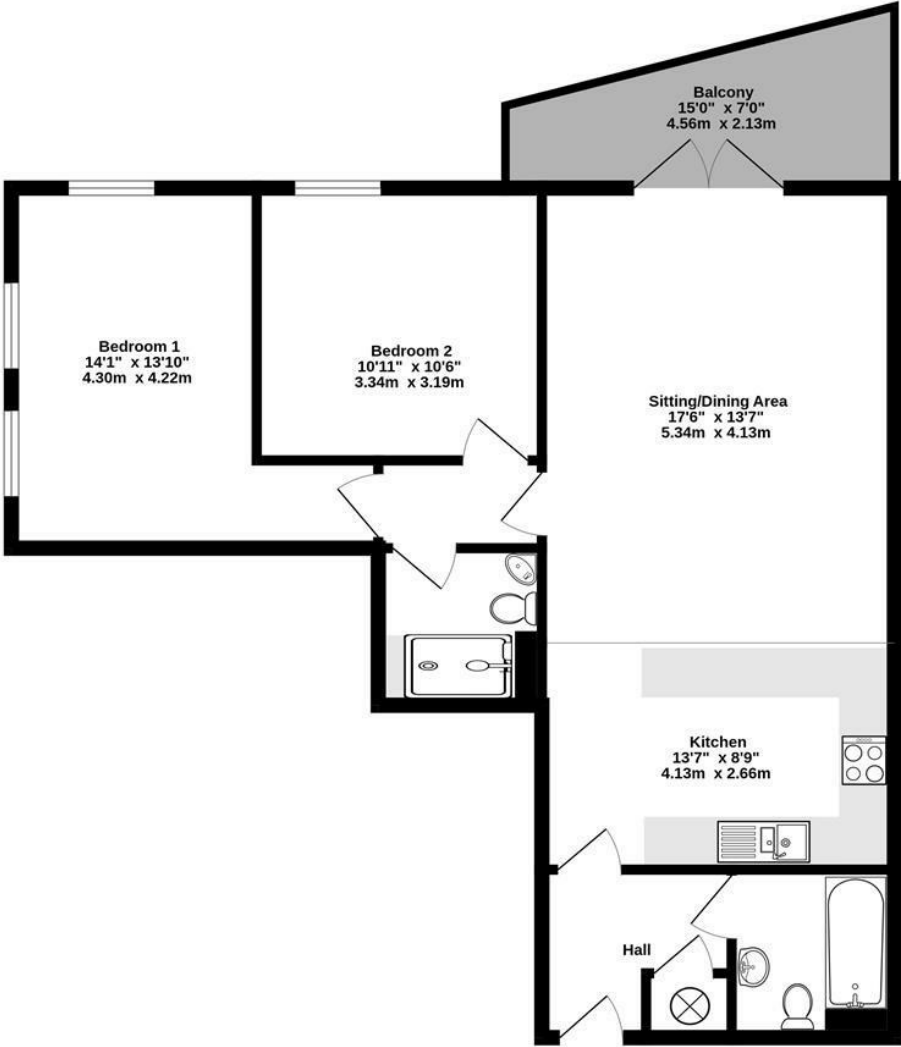 Balcony
15'0" x 7'0"
4.56m x 2.13m
Bedroom 1
14'1" x 13'10"
4.30m x 4.22m
Bedroom 2
10'11" x 10'6"
3.34m x 3.19m
Sitting/Dining Area
17'6" x 13'7"
5.34m x 4.13m
Kitchen
13'7" x 8'9"
4.13m x 2.66m
Hall